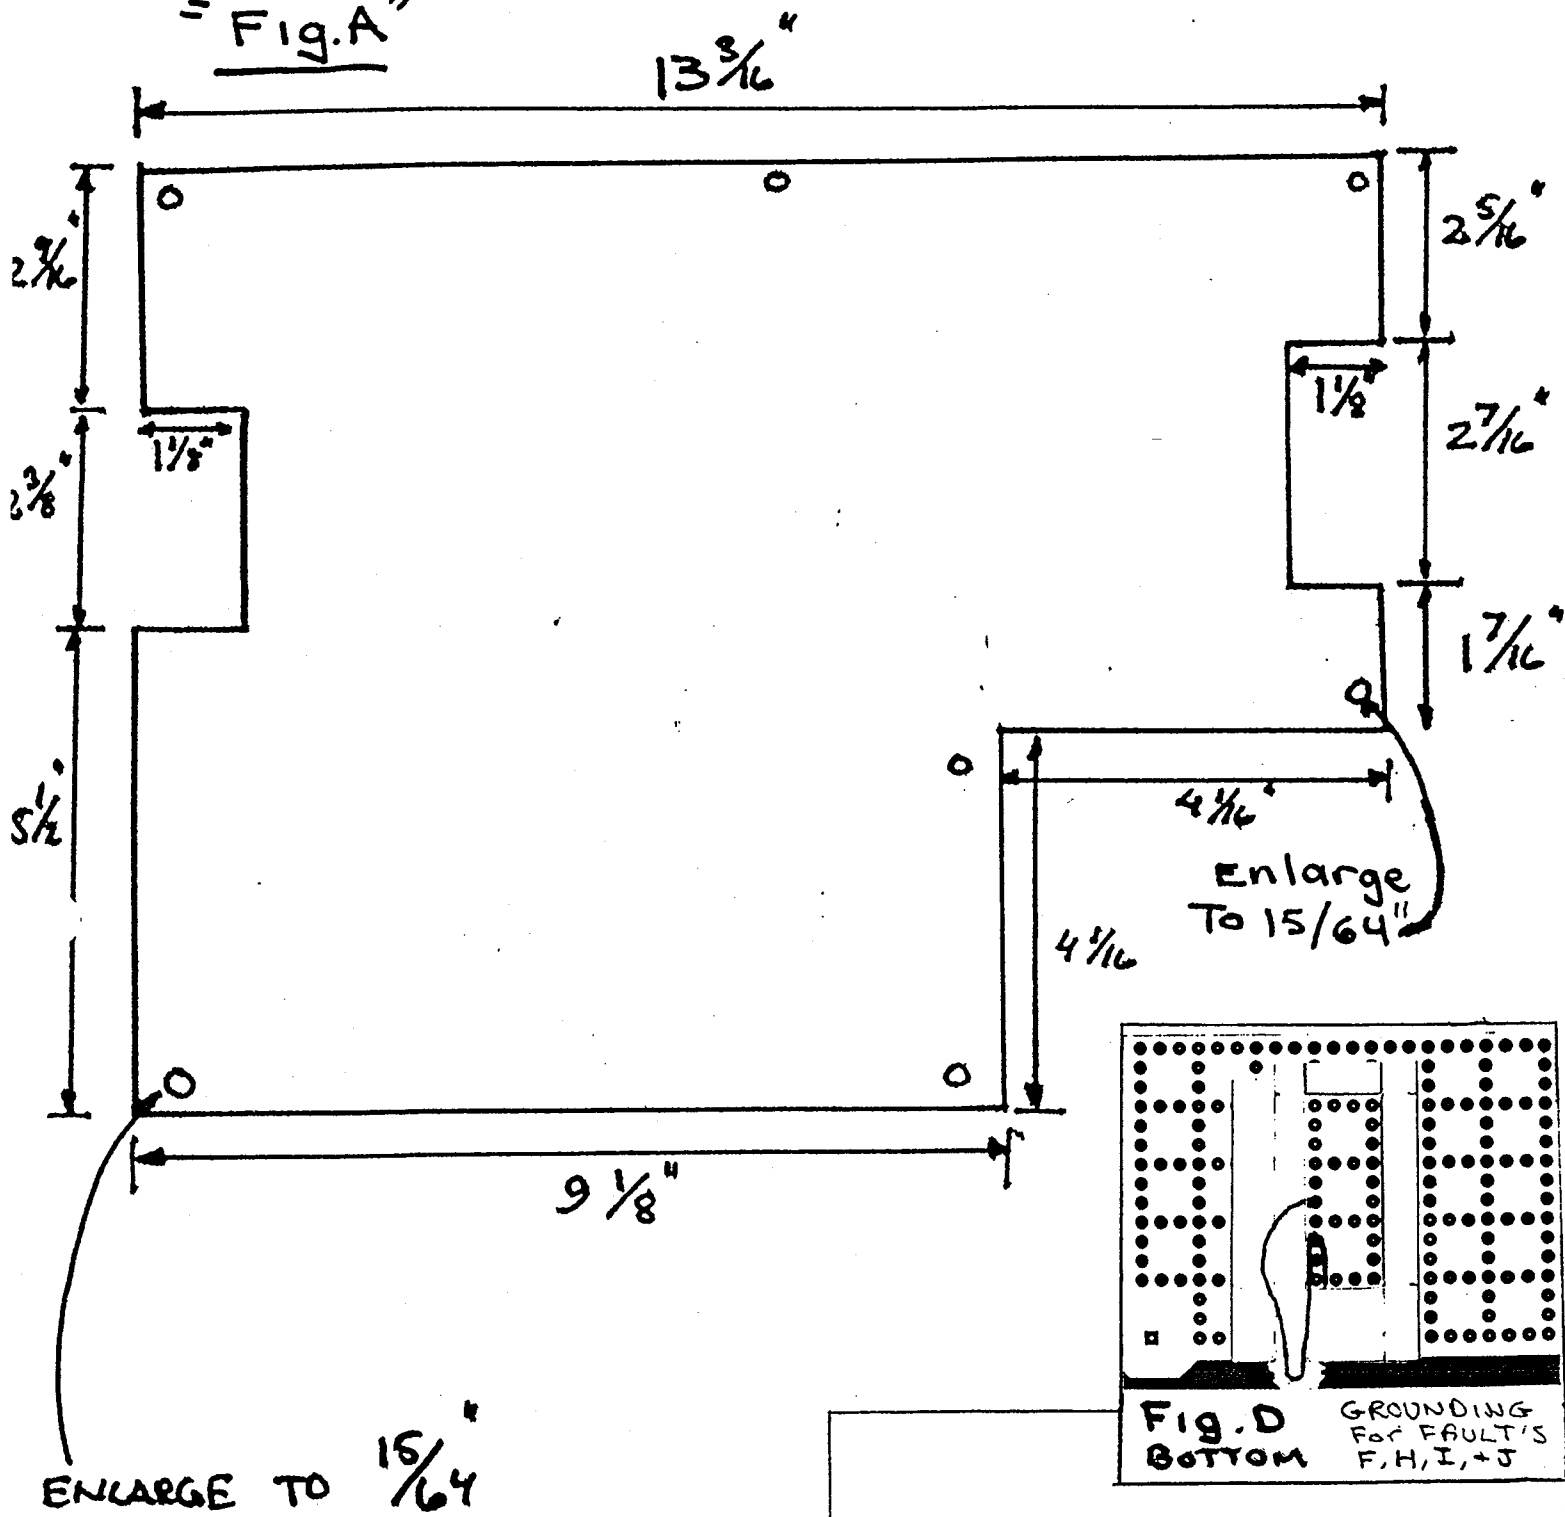 "Fig.A"
13 3/16"
2 9/16"
2 5/16"
1 1/8"
1 1/8"
2 7/16"
2 3/8"
1 7/16"
5 1/2"
4 1/16"
Enlarge
To 15/64"
4 1/16
9 1/8"
ENLARGE TO 15/64"
Fig.D
BOTTOM
GROUNDING
For FAULT'S
F, H, I, + J